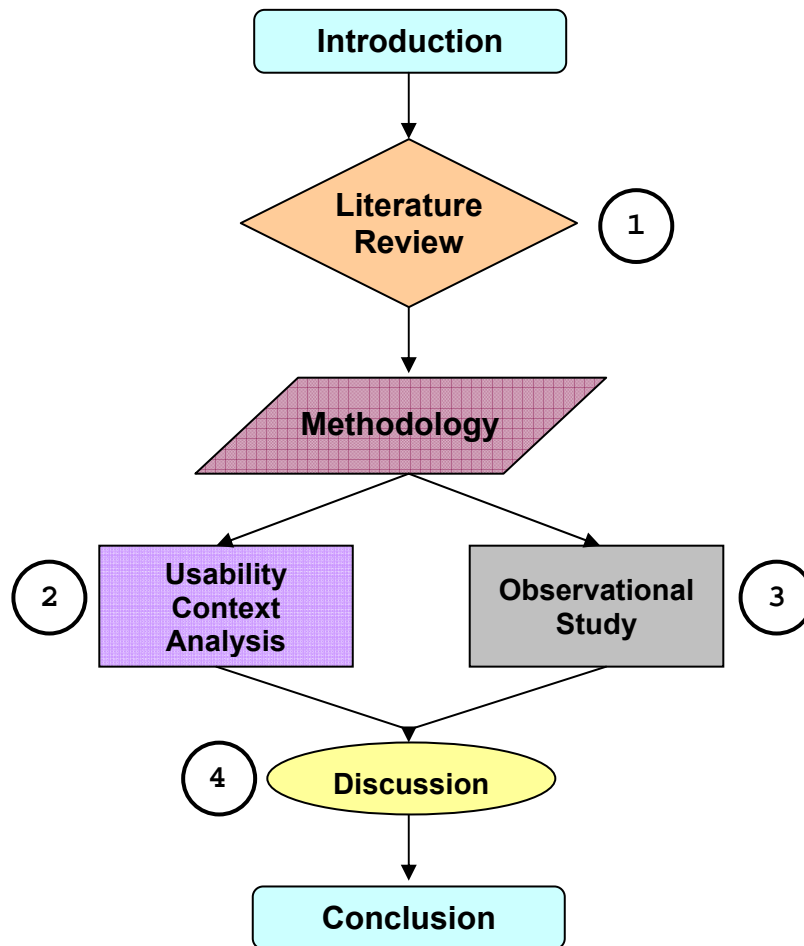 Introduction
Literature
Review
1
Methodology
2
Usability
Context
Analysis
Observational
Study
3
4
Discussion
Conclusion